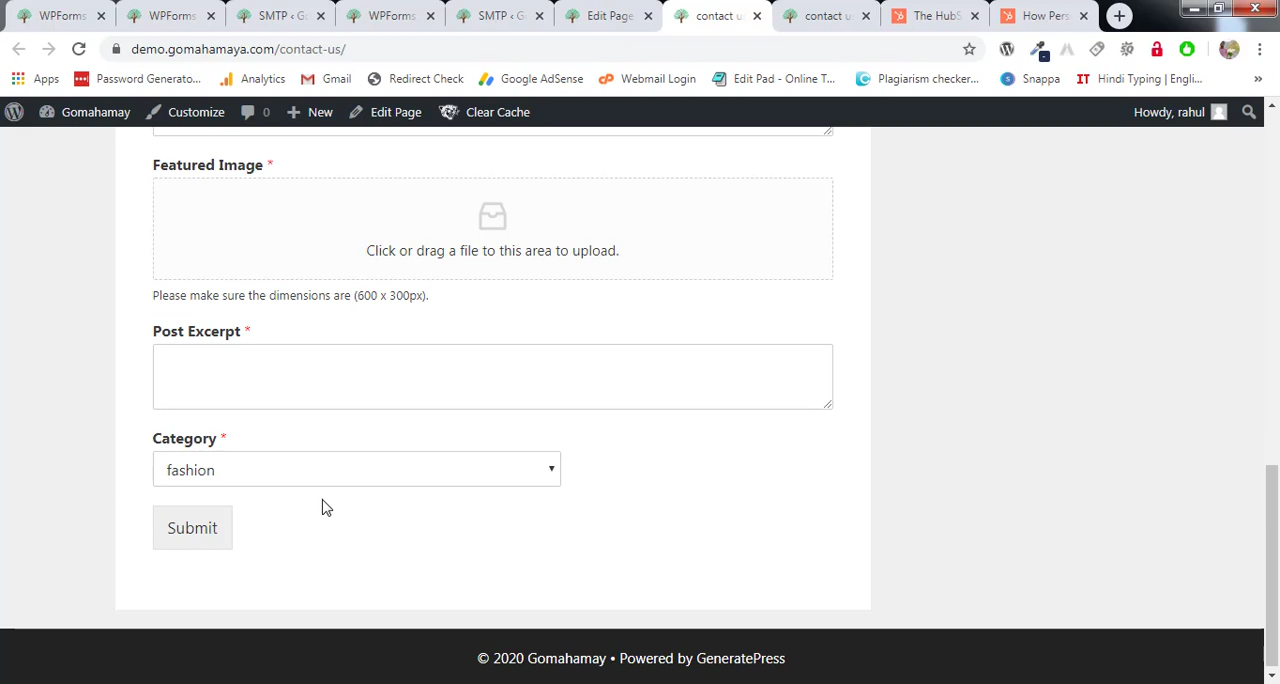 WPForms
WPForms
SMTP ‹ G
WPForms
SMTP ‹ G
Edit Page
contact u
contact u
The HubS
How Pers
demo.gomahamaya.com/contact-us/
Apps
Password Generato...
Analytics
Gmail
Redirect Check
Google AdSense
Webmail Login
Edit Pad - Online T...
Plagiarism checker...
Snappa
IT
Hindi Typing | Engli...
»
Gomahamay
Customize
0
New
Edit Page
Clear Cache
Howdy, rahul
Featured Image *
Click or drag a file to this area to upload.
Please make sure the dimensions are (600 x 300px).
Post Excerpt *
Category *
fashion
Submit
© 2020 Gomahamay • Powered by GeneratePress